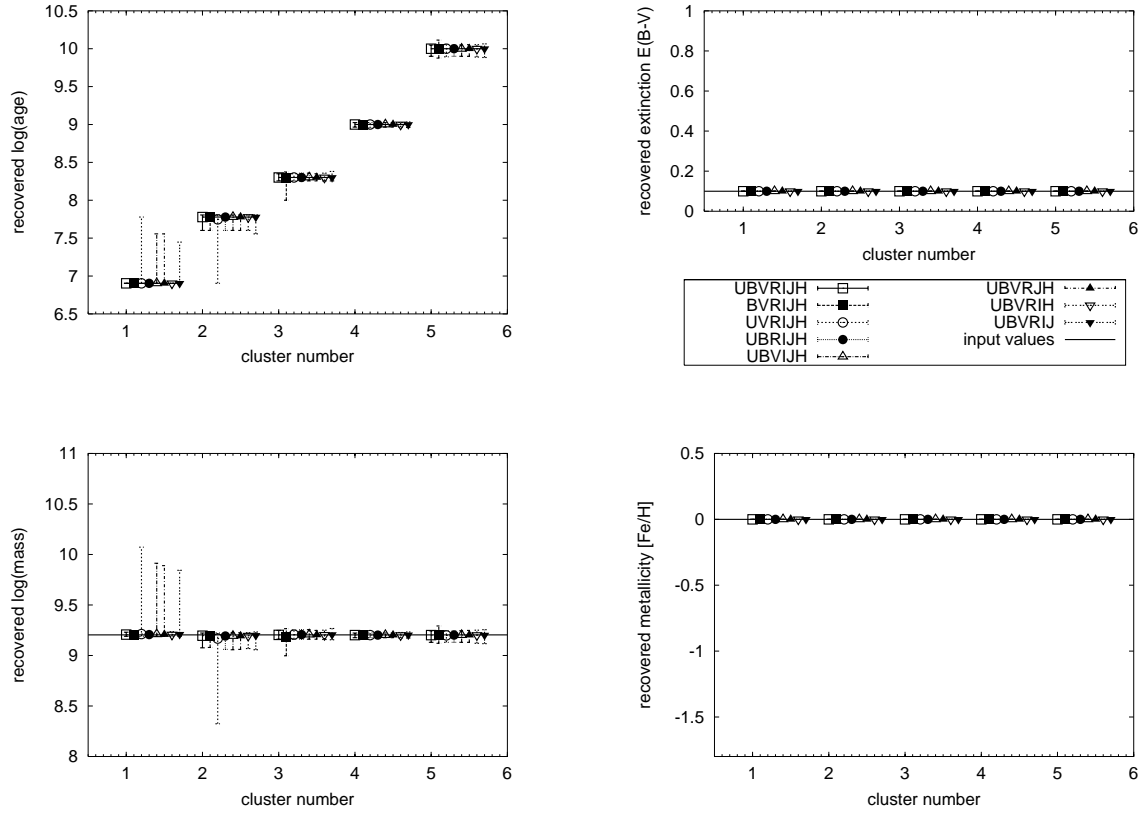 10.5
10
9.5
9
8.5
8
7.5
7
6.5
1 2 3 4 5 6
recovered log(age)
cluster number
1
0.8
0.6
0.4
0.2
0
1 2 3 4 5 6
recovered extinction E(B-V)
cluster number
UBVRIJH
BVRIJH
UVRIJH
UBRIJH
UBVIJH
UBVRJH
UBVRIH
UBVRIJ
input values
11
10.5
10
9.5
9
8.5
8
1 2 3 4 5 6
recovered log(mass)
cluster number
0.5
0
-0.5
-1
-1.5
1 2 3 4 5 6
recovered metallicity [Fe/H]
cluster number